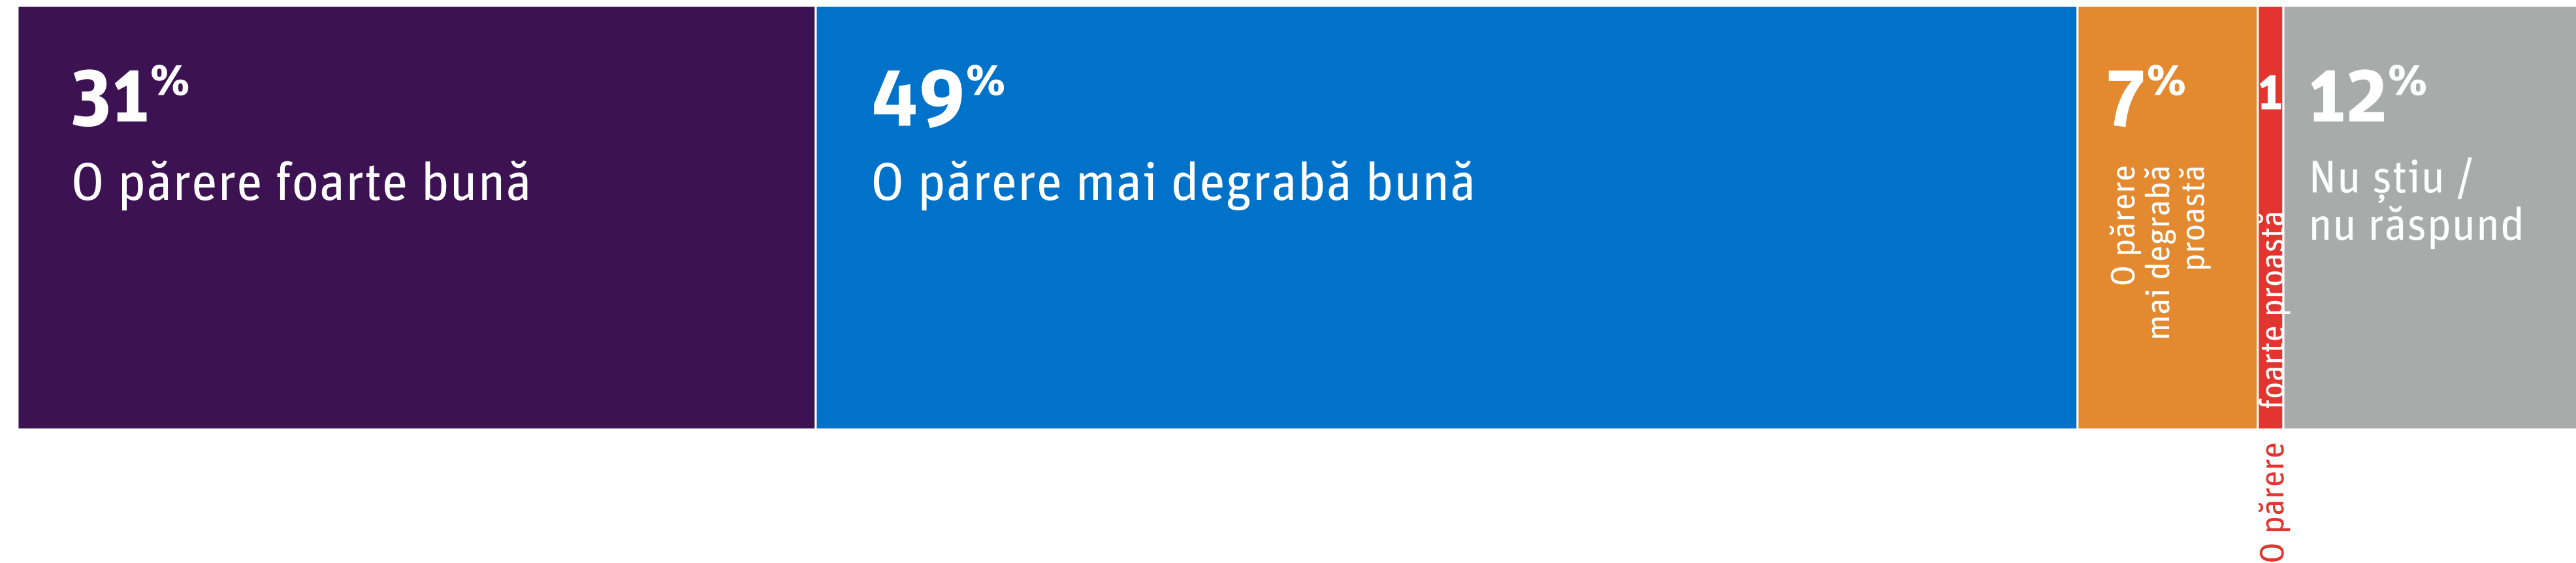 31%
O părere foarte bună
49%
O părere mai degrabă bună
7%
O părere
mai degrabă
proasta
1
O părere foarte proastă
12%
Nu știu /
nu răspund